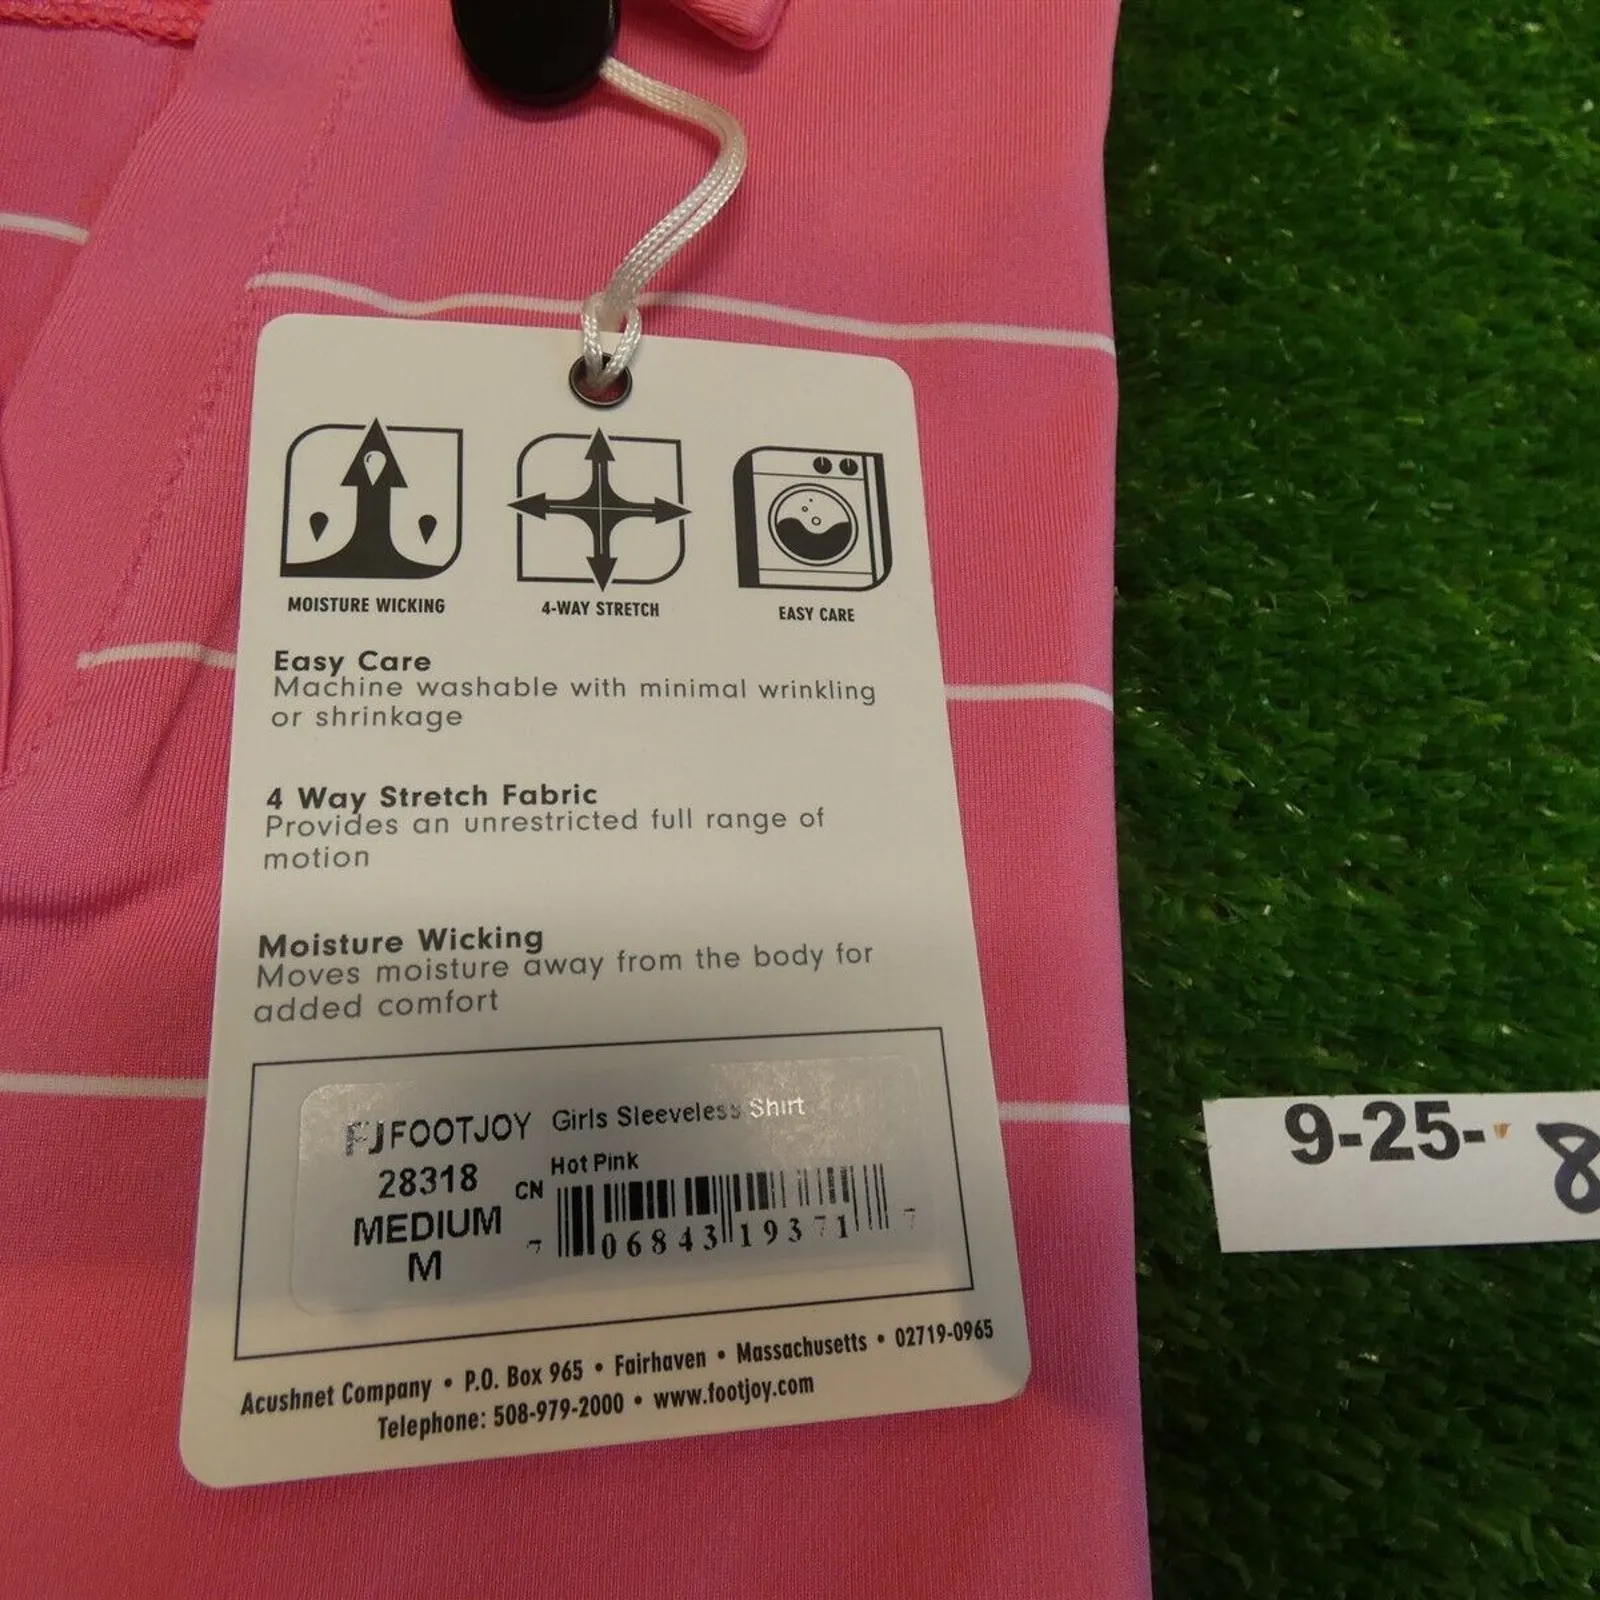 MOISTURE WICKING
4-WAY STRETCH
EASY CARE
Easy Care
Machine washable with minimal wrinkling
or shrinkage
4 Way Stretch Fabric
Provides an unrestricted full range of
motion
Moisture Wicking
Moves moisture away from the body for
added comfort
FJFOOTJOY Girls Sleeveless Shirt
28318
Hot Pink
CN
MEDIUM
M
7 06843 19371 7
Acushnet Company • P.O. Box 965 • Fairhaven • Massachusetts • 02719-0965
Telephone: 508-979-2000 • www.footjoy.com
9-25-8